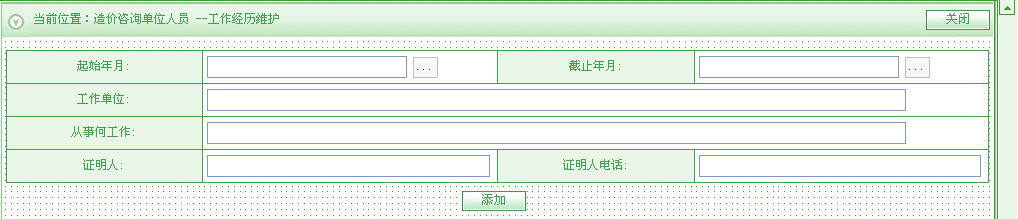 当前位置：造价咨询单位人员 --工作经历维护 关闭
起始年月: ... 截止年月: ...
工作单位:
从事何工作:
证明人: 证明人电话:
添加